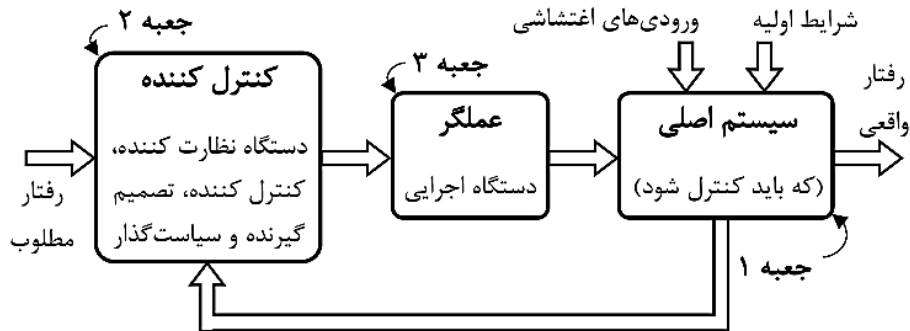 شرایط اولیه
ورودی‌های اغتشاشی
جعبه ۲
جعبه ۳
رفتار
واقعی
سیستم اصلی
(که باید کنترل شود)
عملگر
دستگاه اجرایی
کنترل کننده
دستگاه نظارت کننده،
کنترل کننده، تصمیم
گیرنده و سیاست‌گذار
رفتار
مطلوب
جعبه ۱